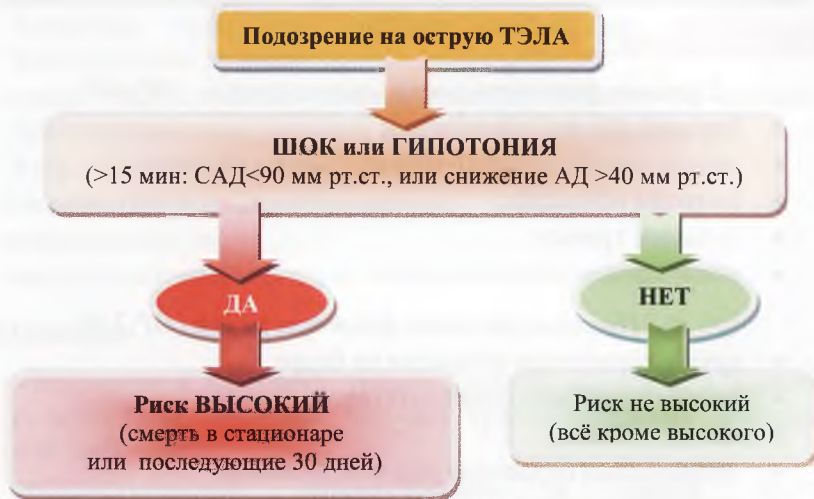 Подозрение на острую ТЭЛА
ШОК или ГИПОТОНИЯ
(>15 мин: САД<90 мм рт.ст., или снижение АД >40 мм рт.ст.)
ДА
НЕТ
Риск ВЫСОКИЙ
(смерть в стационаре
или последующие 30 дней)
Риск не высокий
(всё кроме высокого)